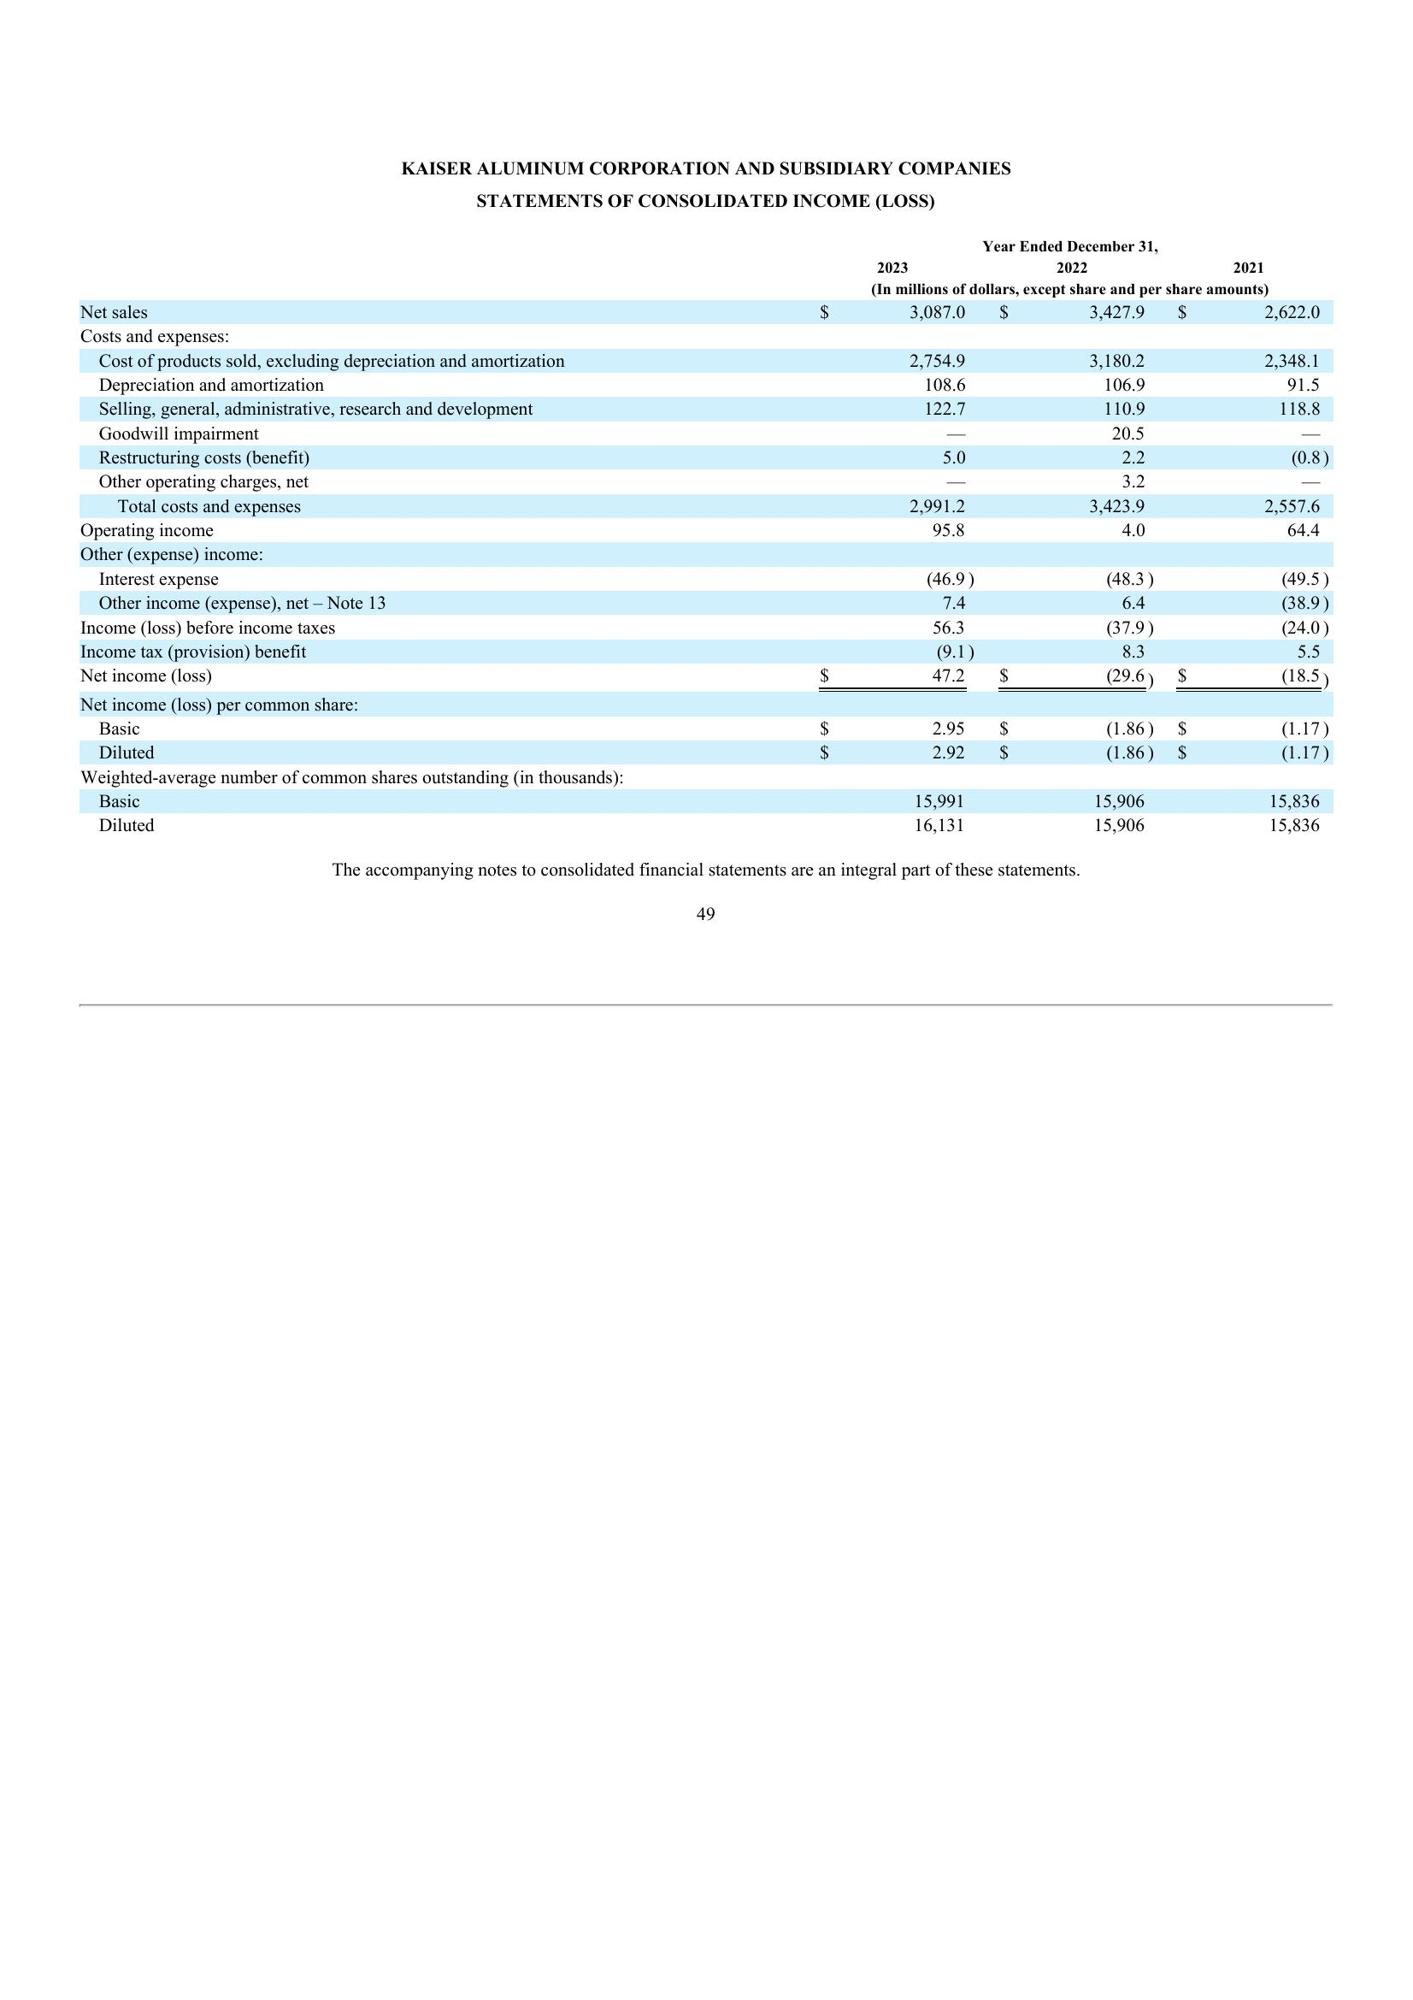 KAISER ALUMINUM CORPORATION AND SUBSIDIARY COMPANIES
STATEMENTS OF CONSOLIDATED INCOME (LOSS)
Year Ended December 31,
2023 2022 2021
(In millions of dollars, except share and per share amounts)
Net sales $ 3,087.0 $ 3,427.9 $ 2,622.0
Costs and expenses:
Cost of products sold, excluding depreciation and amortization 2,754.9 3,180.2 2,348.1
Depreciation and amortization 108.6 106.9 91.5
Selling, general, administrative, research and development 122.7 110.9 118.8
Goodwill impairment — 20.5 —
Restructuring costs (benefit) 5.0 2.2 (0.8)
Other operating charges, net — 3.2 —
Total costs and expenses 2,991.2 3,423.9 2,557.6
Operating income 95.8 4.0 64.4
Other (expense) income:
Interest expense (46.9) (48.3) (49.5)
Other income (expense), net – Note 13 7.4 6.4 (38.9)
Income (loss) before income taxes 56.3 (37.9) (24.0)
Income tax (provision) benefit (9.1) 8.3 5.5
Net income (loss) $ 47.2 $ (29.6) $ (18.5)
Net income (loss) per common share:
Basic $ 2.95 $ (1.86) $ (1.17)
Diluted $ 2.92 $ (1.86) $ (1.17)
Weighted-average number of common shares outstanding (in thousands):
Basic 15,991 15,906 15,836
Diluted 16,131 15,906 15,836
The accompanying notes to consolidated financial statements are an integral part of these statements.
49